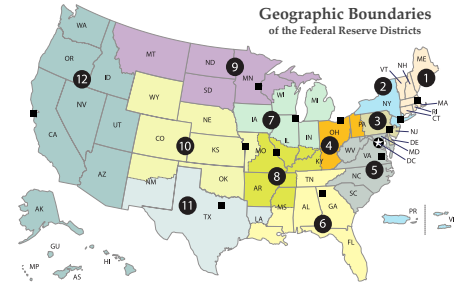 Geographic Boundaries
of the Federal Reserve Districts
WA
OR
ID
12
NV
CA
UT
AZ
MT
ND
9
MN
SD
WY
NE
CO
10
KS
NM
OK
11
TX
WI
MI
IA
7
IL
IN
MO
8
KY
AR
MS
TN
LA
AL
GA
6
FL
OH
4
PA
WV
VA
5
NC
SC
3
2
NY
VT
NH
ME
1
MA
RI
CT
NJ
DE
MD
DC
AK
GU
MP
AS
HI
PR
VI